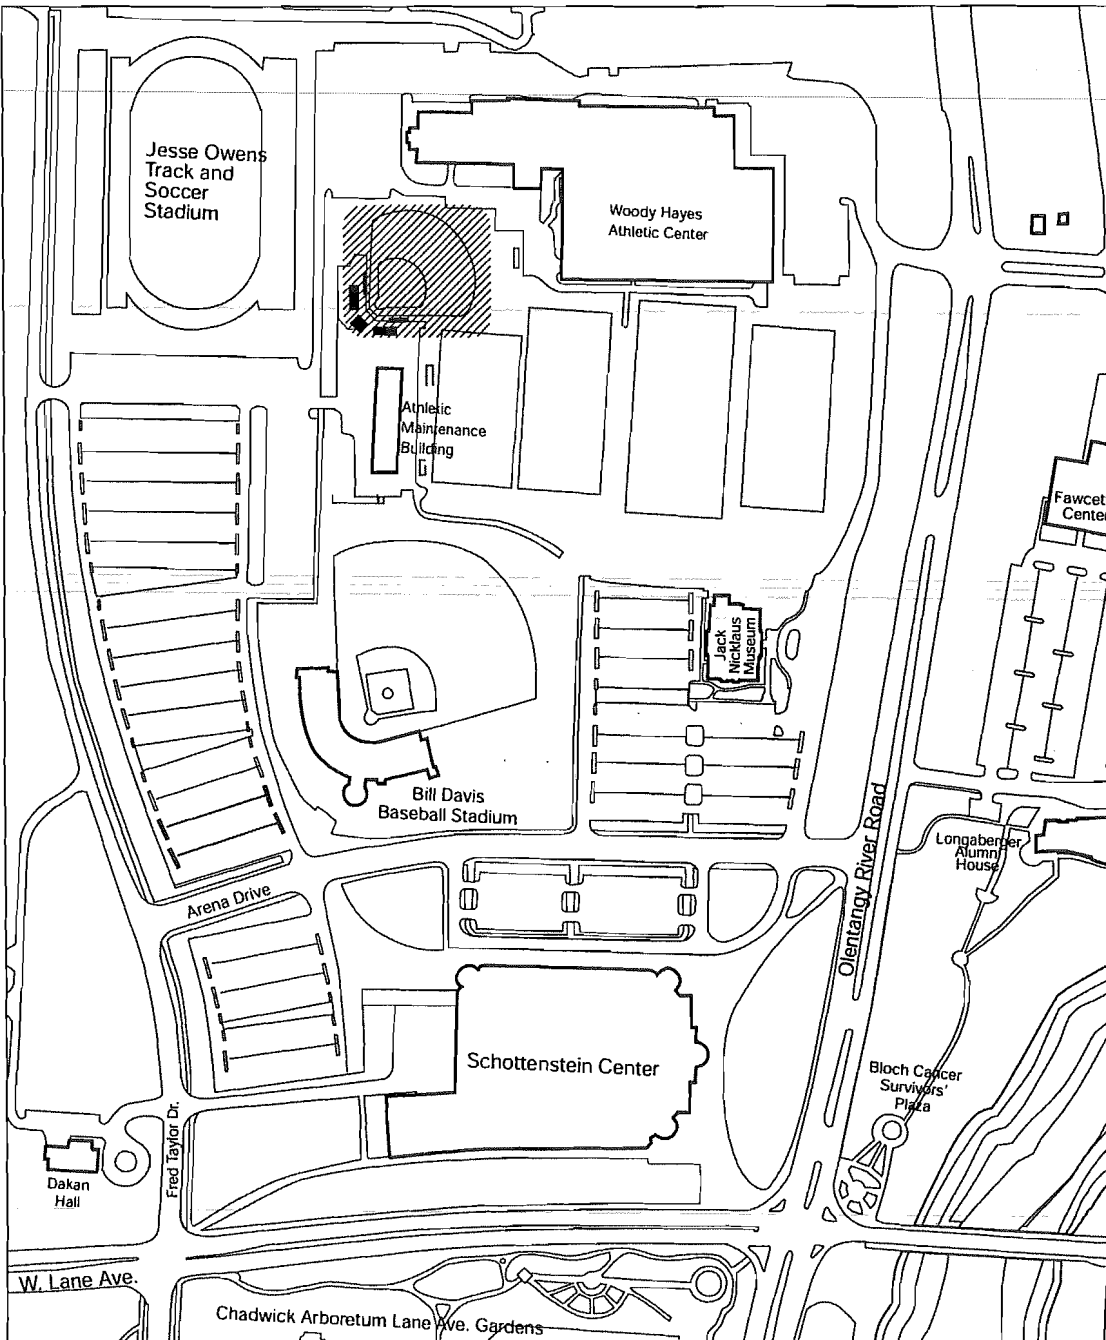 Jesse Owens
Track and
Soccer
Stadium
Woody Hayes
Athletic Center
Athletic
Maintenance
Building
Fawcet
Center
Jack
Nicklaus
Museum
Bill Davis
Baseball Stadium
Olentangy River Road
Longaberger
Alumni
House
Arena Drive
Schottenstein Center
Bloch Cancer
Survivors'
Plaza
Fred Taylor Dr.
Dakan
Hall
W. Lane Ave.
Chadwick Arboretum Lane Ave. Gardens